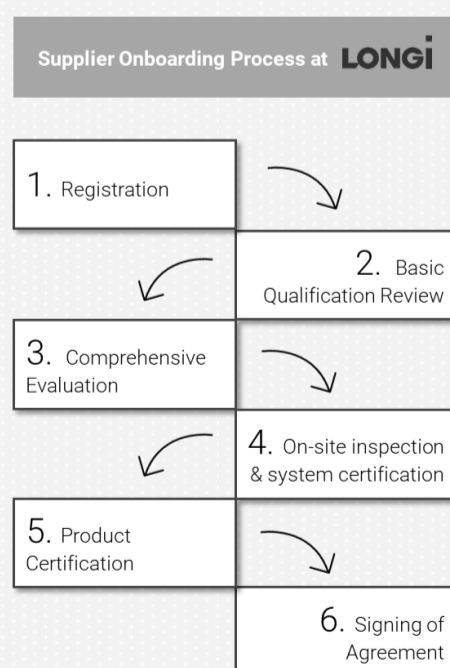 Supplier Onboarding Process at LONGi
1. Registration
2. Basic
Qualification Review
3. Comprehensive
Evaluation
4. On-site inspection
& system certification
5. Product
Certification
6. Signing of
Agreement